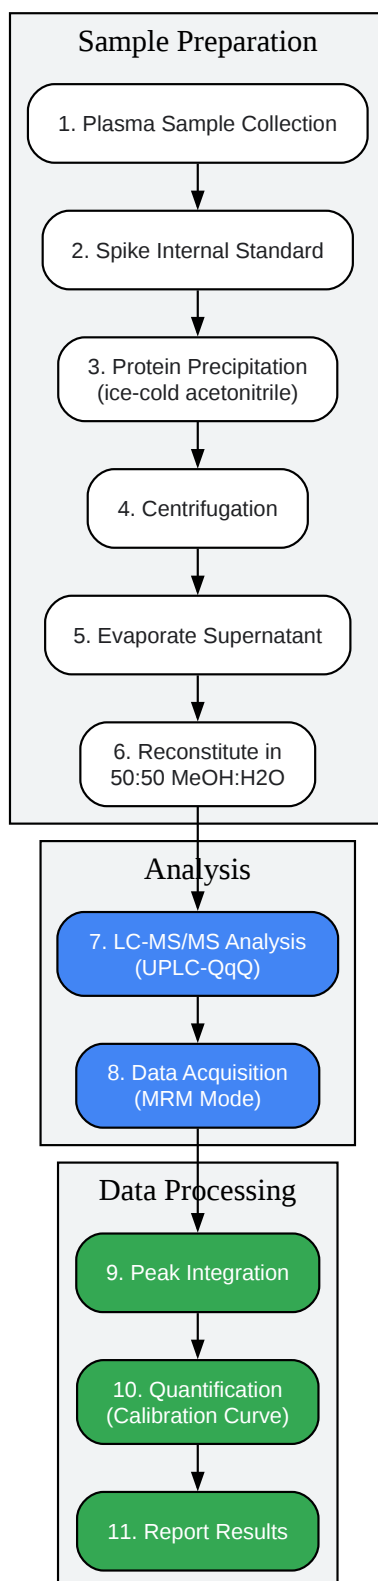 Sample Preparation
1. Plasma Sample Collection
2. Spike Internal Standard
3. Protein Precipitation
(ice-cold acetonitrile)
4. Centrifugation
5. Evaporate Supernatant
6. Reconstitute in
50:50 MeOH:H2O
Analysis
7. LC-MS/MS Analysis
(UPLC-QqQ)
8. Data Acquisition
(MRM Mode)
Data Processing
9. Peak Integration
10. Quantification
(Calibration Curve)
11. Report Results